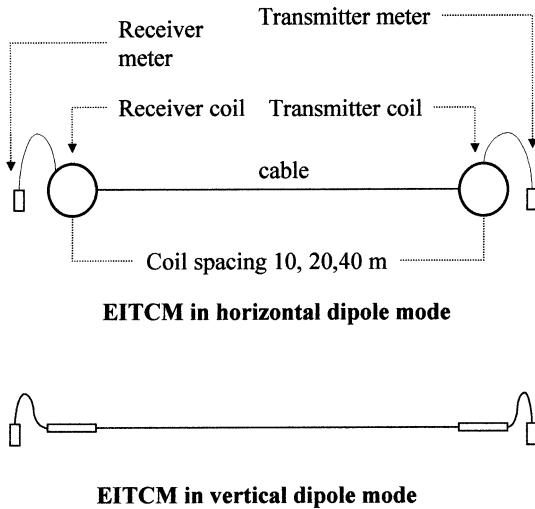 Receiver
meter
Transmitter meter
Receiver coil
Transmitter coil
cable
Coil spacing 10, 20,40 m
EITCM in horizontal dipole mode
EITCM in vertical dipole mode